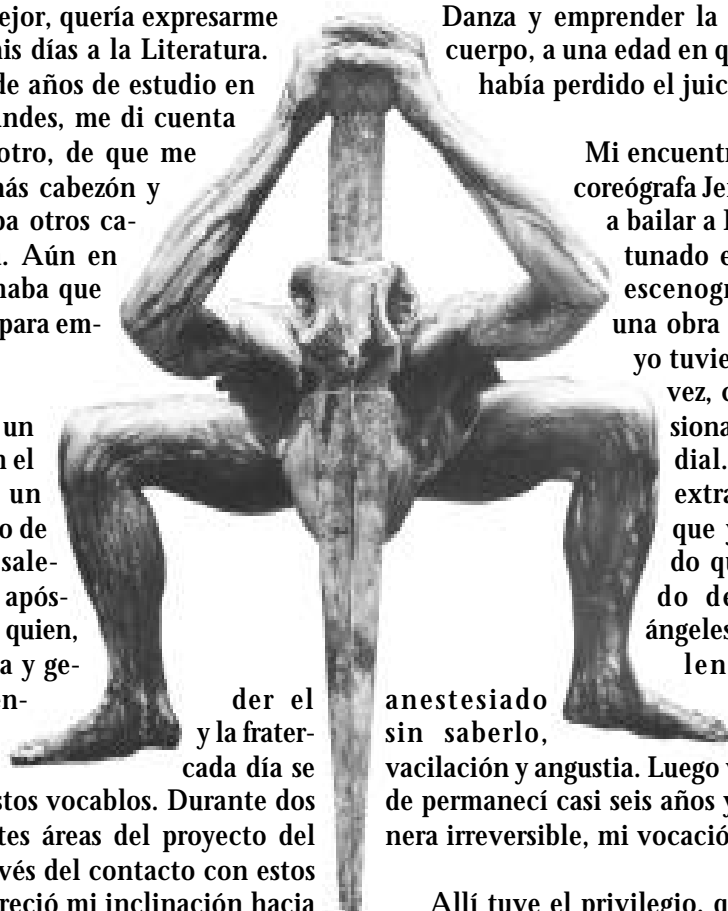 ejor, quería expresarme
nis días a la Literatura.
de años de estudio en
ndes, me di cuenta
otro, de que me
nás cabezón y
ba otros ca-
. Aún en
naba que
para em-
un
n el
un
o de
sale-
após-
quien,
a y ge-
en- der el
y la frater-
cada día se
stos vocablos. Durante dos
tes áreas del proyecto del
vés del contacto con estos
reció mi inclinación hacia
Danza y emprender la
cuerpo, a una edad en q
había perdido el juic
Mi encuentr
coreógrafa Je
a bailar a
tunado e
escenogr
una obra
yo tuvie
vez, c
siona
dial.
extra
que y
do qu
do de
ángeles
len
anestesiado
sin saberlo,
vacilación y angustia. Luego v
de permanecí casi seis años y
nera irreversible, mi vocació
Allí tuve el privilegio, q